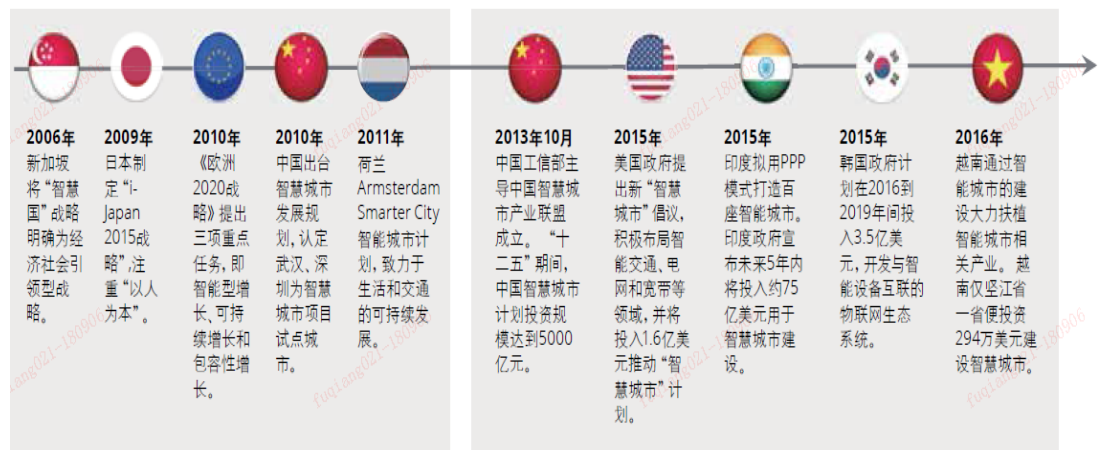 2006年
新加坡
将“智慧
国”战略
明确为经
济社会引
领型战
略。
2009年
日本制
定“i-
Japan
2015战
略”,注
重“以人
为本”。
2010年
《欧洲
2020战
略》提出
三项重点
任务，即
智能型增
长、可持
续增长和
包容性增
长。
2010年
中国出台
智慧城市
发展规
划，认定
武汉、深
圳为智慧
城市项目
试点城
市。
2011年
荷兰
Armsterdam
Smarter City
智能城市计
划，致力于
生活和交通
的可持续发
展。
2013年10月
中国工信部主
导中国智慧城
市产业联盟
成立。“十
二五”期间，
中国智慧城市
计划投资规
模达到5000
亿元。
2015年
美国政府提
出新“智慧
城市”倡议，
积极布局智
能交通、电
网和宽带等
领域，并将
投入1.6亿美
元推动“智
慧城市”计
划。
2015年
印度拟用PPP
模式打造百
座智能城市。
印度政府宣
布未来5年内
将投入约75
亿美元用于
智慧城市建
设。
2015年
韩国政府计
划在2016到
2019年间投
入3.5亿美
元，开发与智
能设备互联的
物联网生态
系统。
2016年
越南通过智
能城市的建
设大力扶植
智能城市相
关产业。越
南仅坚江省
一省便投资
294万美元建
设智慧城市。
fuqiang021-180906